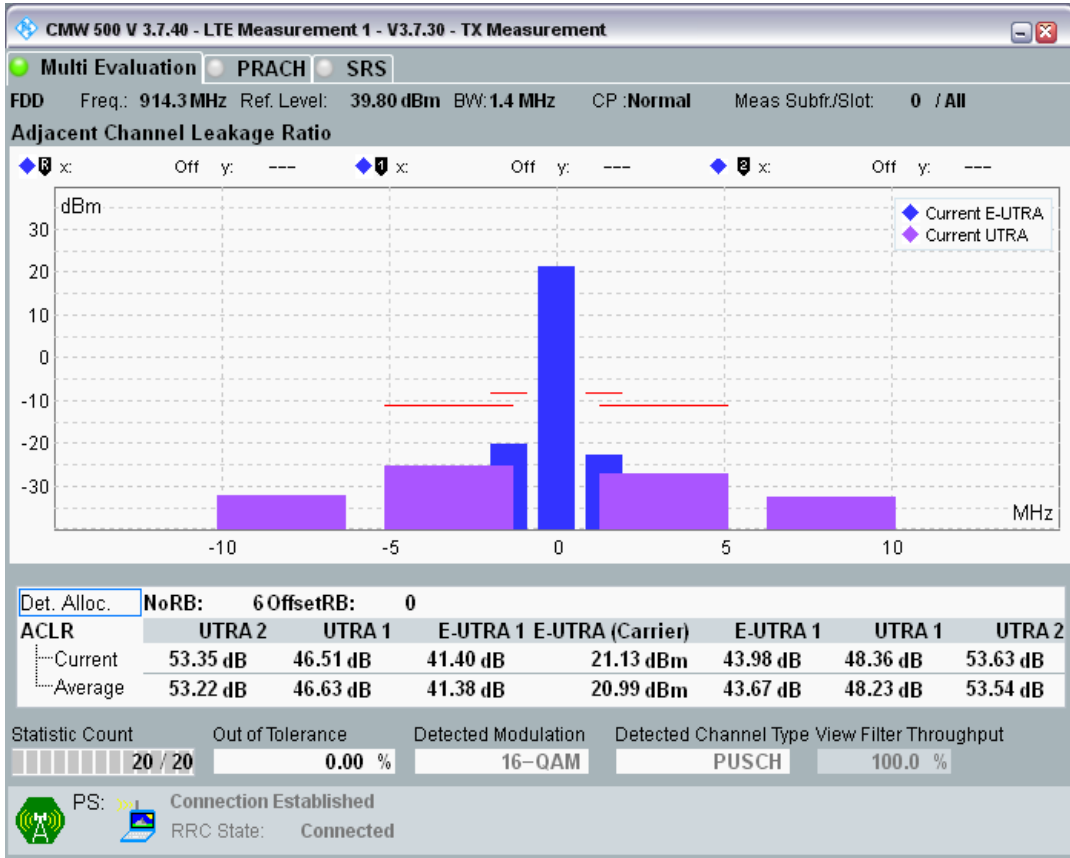 CMW 500 V 3.7.40 - LTE Measurement 1 - V3.7.30 - TX Measurement
Multi Evaluation PRACH SRS
FDD Freq.: 914.3 MHz Ref. Level: 39.80 dBm BW: 1.4 MHz CP :Normal Meas Subfr./Slot: 0 / All
Adjacent Channel Leakage Ratio
R x: Off y: --- 1 x: Off y: --- 2 x: Off y: ---
dBm
Current E-UTRA
Current UTRA
30
20
10
0
-10
-20
-30
MHz
-10 -5 0 5 10
Det. Alloc. NoRB: 6 OffsetRB: 0
ACLR UTRA 2 UTRA 1 E-UTRA 1 E-UTRA (Carrier) E-UTRA 1 UTRA 1 UTRA 2
Current 53.35 dB 46.51 dB 41.40 dB 21.13 dBm 43.98 dB 48.36 dB 53.63 dB
Average 53.22 dB 46.63 dB 41.38 dB 20.99 dBm 43.67 dB 48.23 dB 53.54 dB
Statistic Count Out of Tolerance Detected Modulation Detected Channel Type View Filter Throughput
20 / 20 0.00 % 16-QAM PUSCH 100.0 %
PS: Connection Established
RRC State: Connected